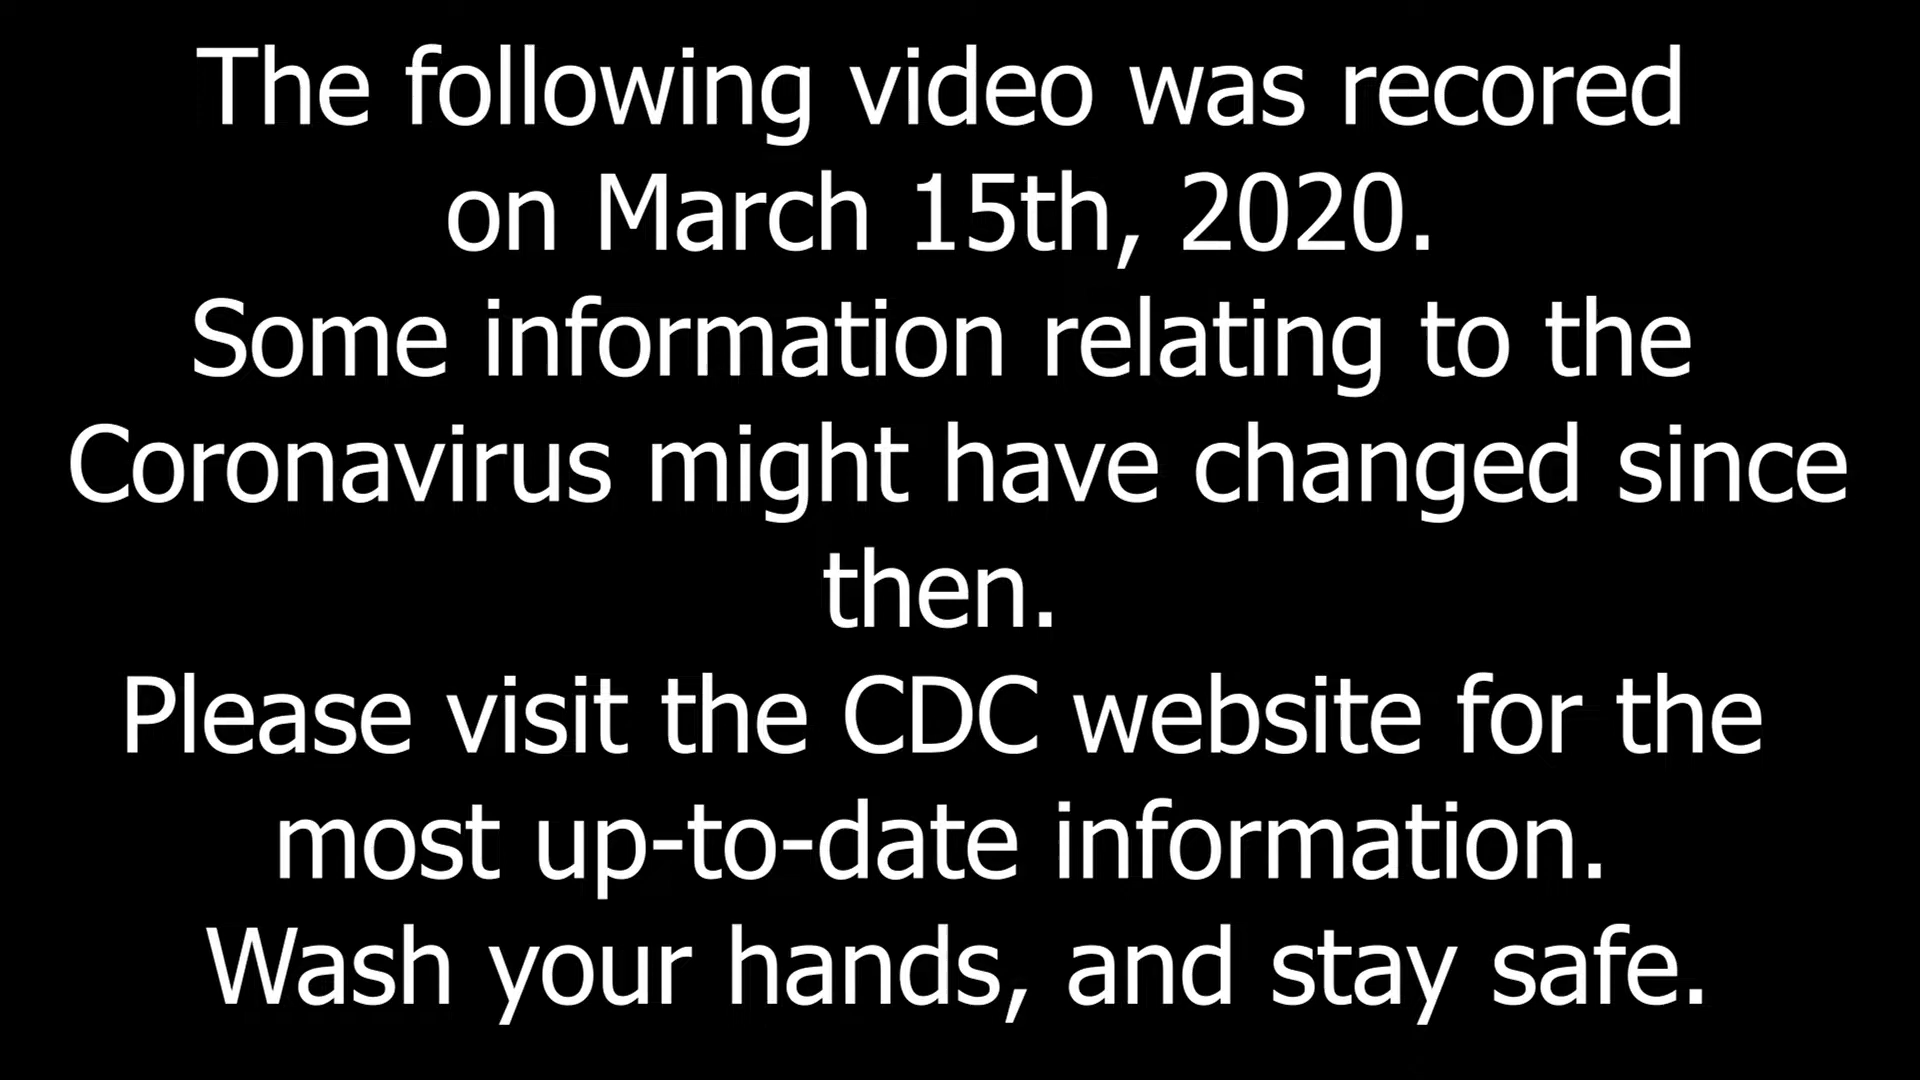 The following video was recored
on March 15th, 2020.
Some information relating to the
Coronavirus might have changed since
then.
Please visit the CDC website for the
most up-to-date information.
Wash your hands, and stay safe.